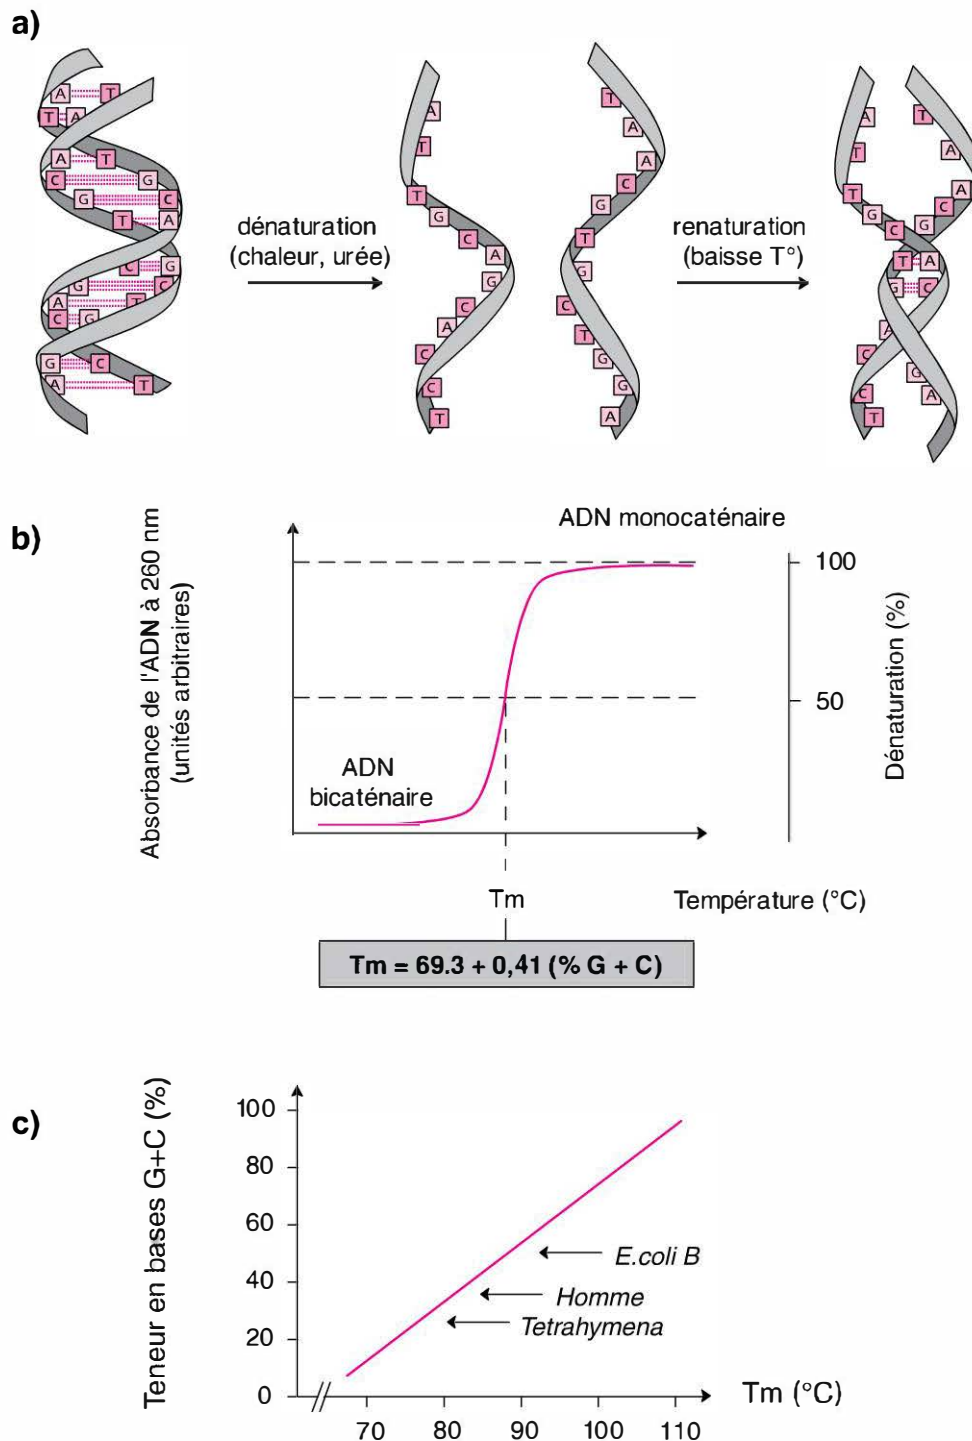 a)
A T
T A
A T
C G
G C
T A
C G
G C
A T
C G
G C
A T
dénaturation
(chaleur, urée)
A
T
T
G
C
A
G
C
A
C
C
T
T
A
A
C
G
T
G
C
T
G
G
A
renaturation
(baisse T°)
A T
T A
T A
G C
C G
T A
G C
A
C G
C A
T
b)
Absorbance de l'ADN à 260 nm
(unités arbitraires)
ADN monocaténaire
ADN
bicaténaire
100
50
Dénaturation (%)
Tm
Température (°C)
Tm = 69.3 + 0,41 (% G + C)
c)
Teneur en bases G+C (%)
100
80
60
40
20
0
E.coli B
Homme
Tetrahymena
70 80 90 100 110
Tm (°C)